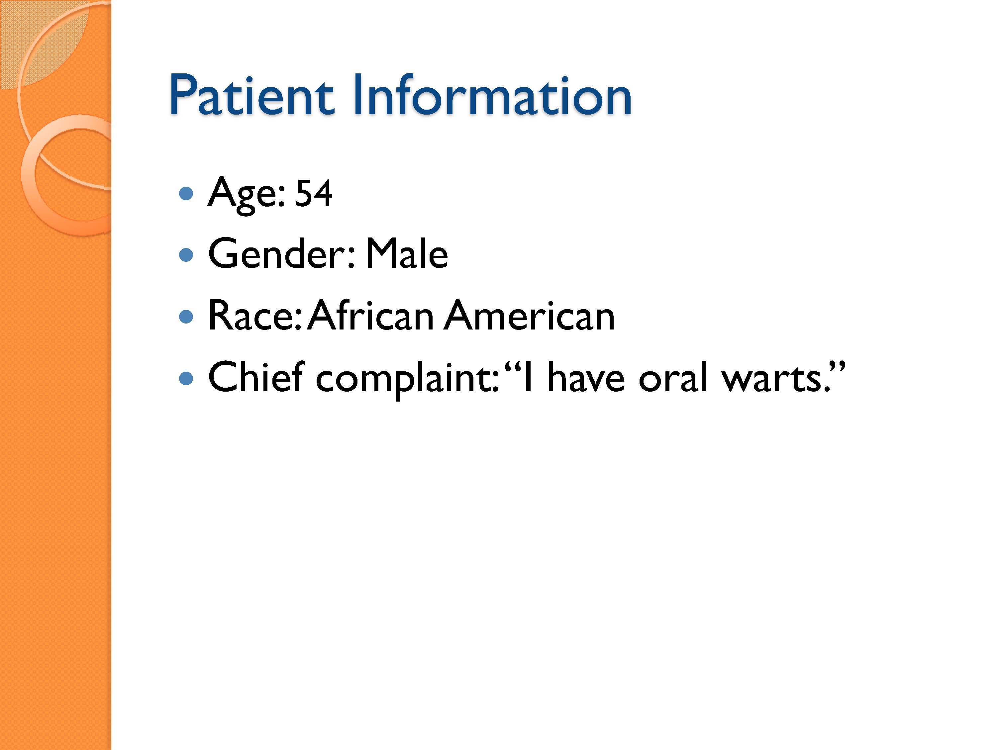 Patient Information
• Age: 54
• Gender: Male
• Race: African American
• Chief complaint: “I have oral warts.”